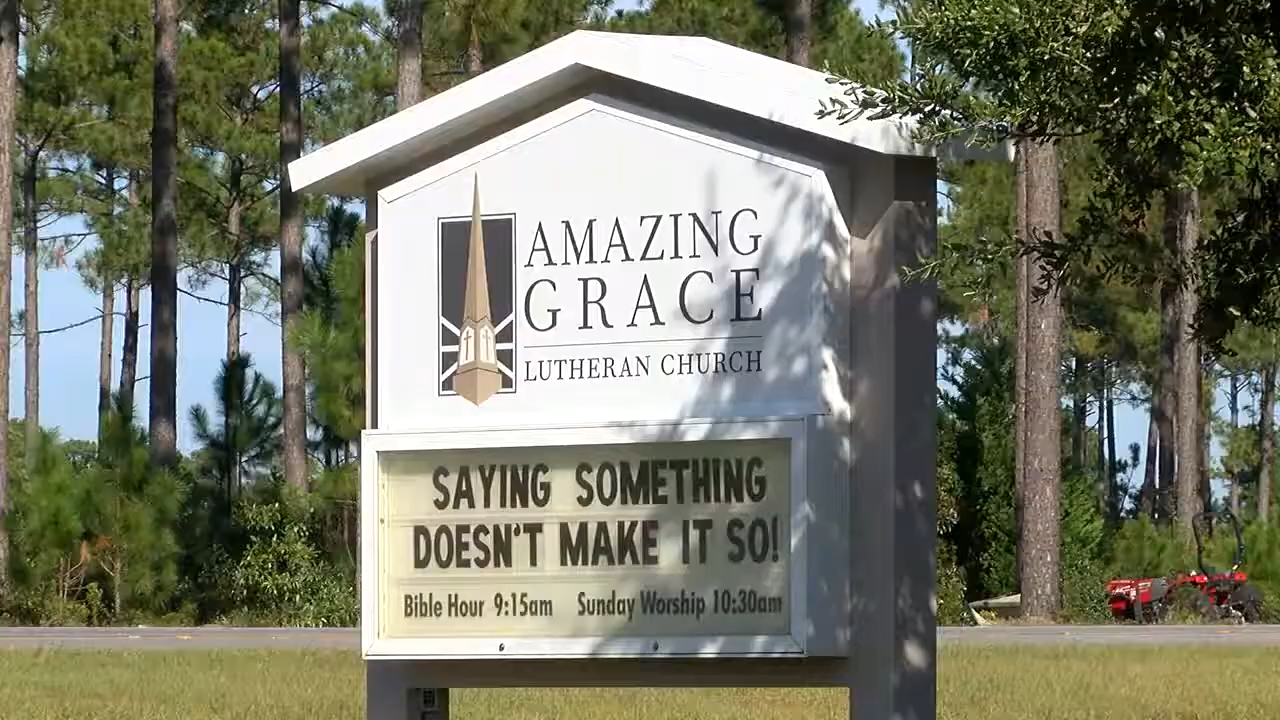 AMAZING
GRACE
LUTHERAN CHURCH
SAYING SOMETHING
DOESN'T MAKE IT SO!
Bible Hour 9:15am Sunday Worship 10:30am